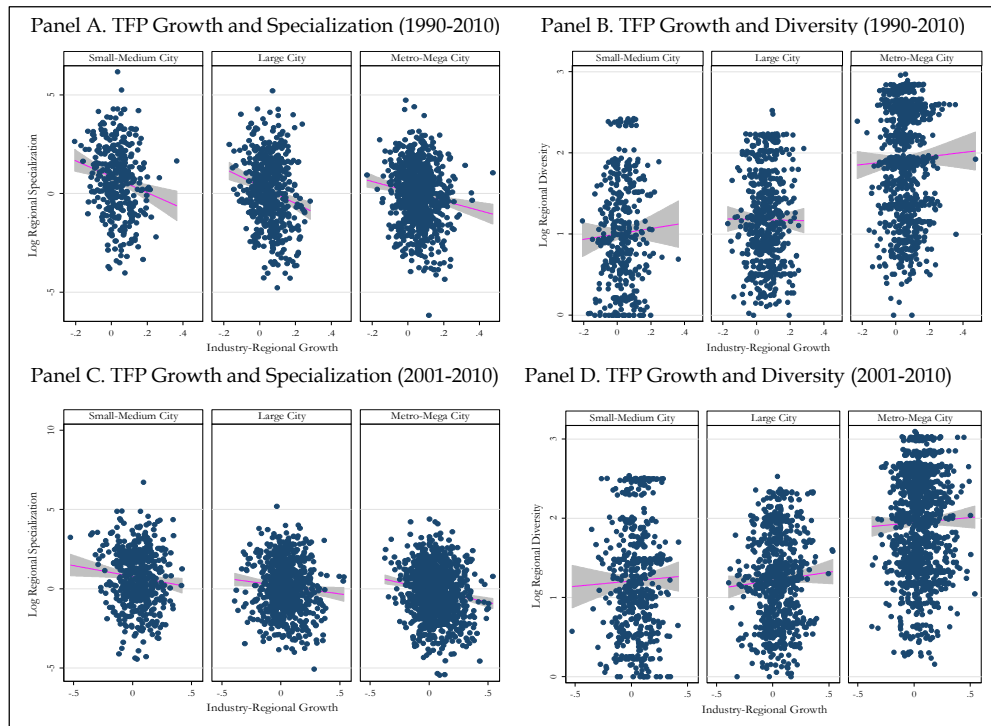 Panel A. TFP Growth and Specialization (1990-2010)
Small-Medium City Large City Metro-Mega City
Log Regional Specialization
5
0
-5
-.2 0 .2 .4 -.2 0 .2 .4 -.2 0 .2 .4
Industry-Regional Growth
Panel B. TFP Growth and Diversity (1990-2010)
Small-Medium City Large City Metro-Mega City
Log Regional Diversity
3
2
1
0
-.2 0 .2 .4 -.2 0 .2 .4 -.2 0 .2 .4
Industry-Regional Growth
Panel C. TFP Growth and Specialization (2001-2010)
Small-Medium City Large City Metro-Mega City
Log Regional Specialization
10
5
0
-5
-.5 0 .5 -.5 0 .5 -.5 0 .5
Industry-Regional Growth
Panel D. TFP Growth and Diversity (2001-2010)
Small-Medium City Large City Metro-Mega City
Log Regional Diversity
3
2
1
0
-.5 0 .5 -.5 0 .5 -.5 0 .5
Industry-Regional Growth